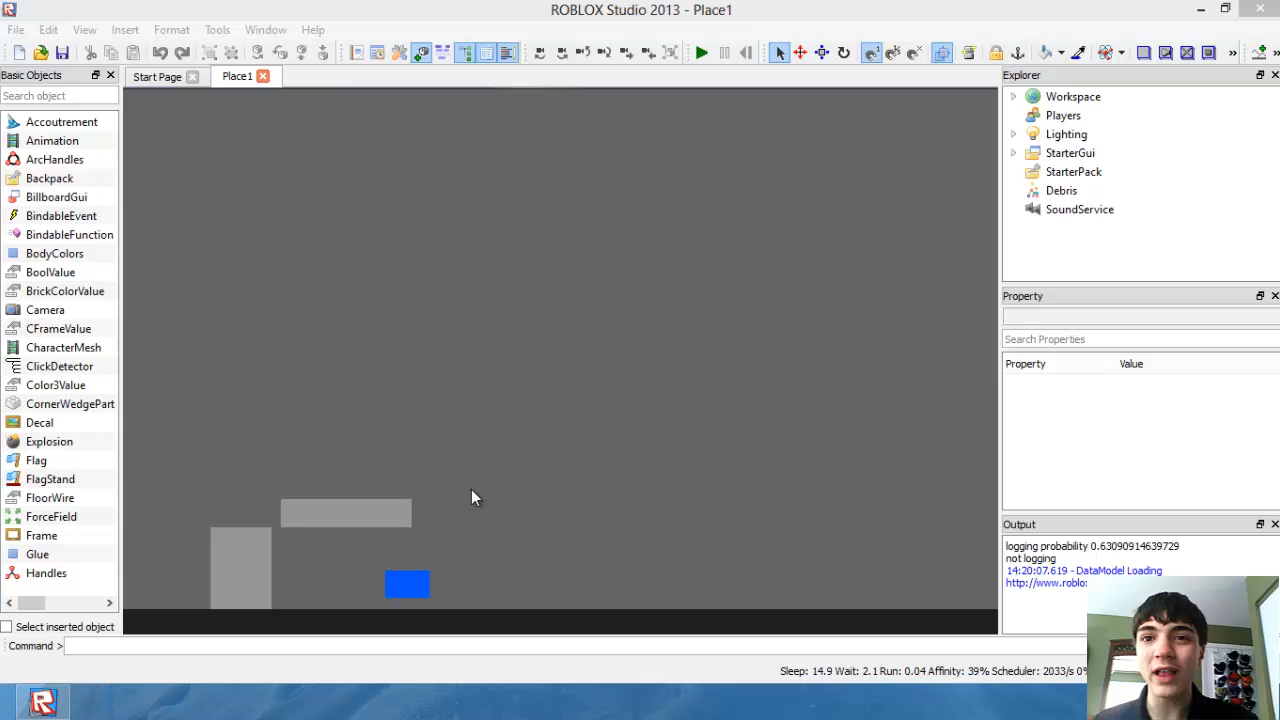 ROBLOX Studio 2013 - Place1
File Edit View Insert Format Tools Window Help
Basic Objects
Start Page
Place1
Explorer
Search object
Accoutrement
Animation
ArcHandles
Backpack
BillboardGui
BindableEvent
BindableFunction
BodyColors
BoolValue
BrickColorValue
Camera
CFrameValue
CharacterMesh
ClickDetector
Color3Value
CornerWedgePart
Decal
Explosion
Flag
FlagStand
FloorWire
ForceField
Frame
Glue
Handles
Select inserted object
Workspace
Players
Lighting
StarterGui
StarterPack
Debris
SoundService
Property
Search Properties
Property Value
Output
logging probability 0.63090914639729
not logging
14:20:07.619 - DataModel Loading
http://www.roblo
Command >
Sleep: 14.9 Wait: 2.1 Run: 0.04 Affinity: 39% Scheduler: 2033/s 0%